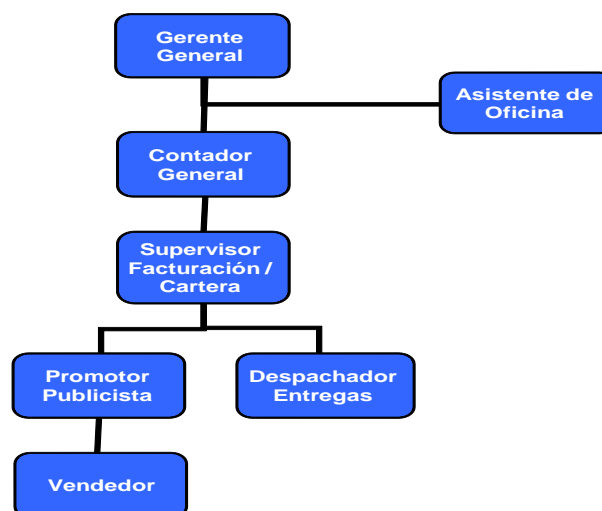 Gerente
General
Asistente de
Oficina
Contador
General
Supervisor
Facturación /
Cartera
Promotor
Publicista
Despachador
Entregas
Vendedor